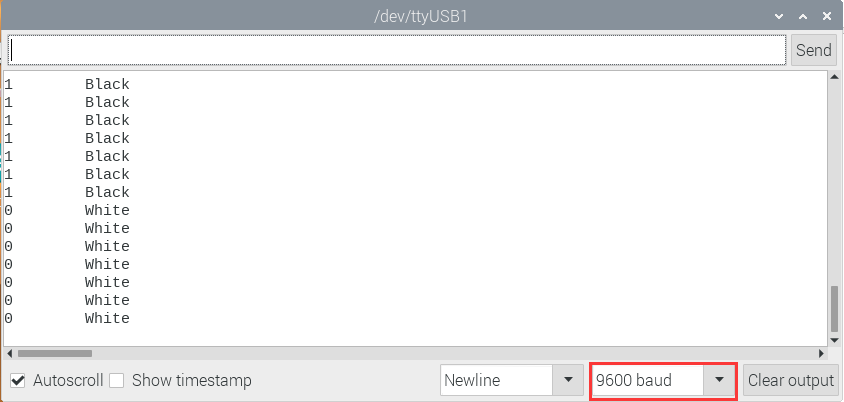 /dev/ttyUSB1
Send
1 Black
1 Black
1 Black
1 Black
1 Black
1 Black
1 Black
0 White
0 White
0 White
0 White
0 White
0 White
0 White
Autoscroll Show timestamp Newline 9600 baud Clear output